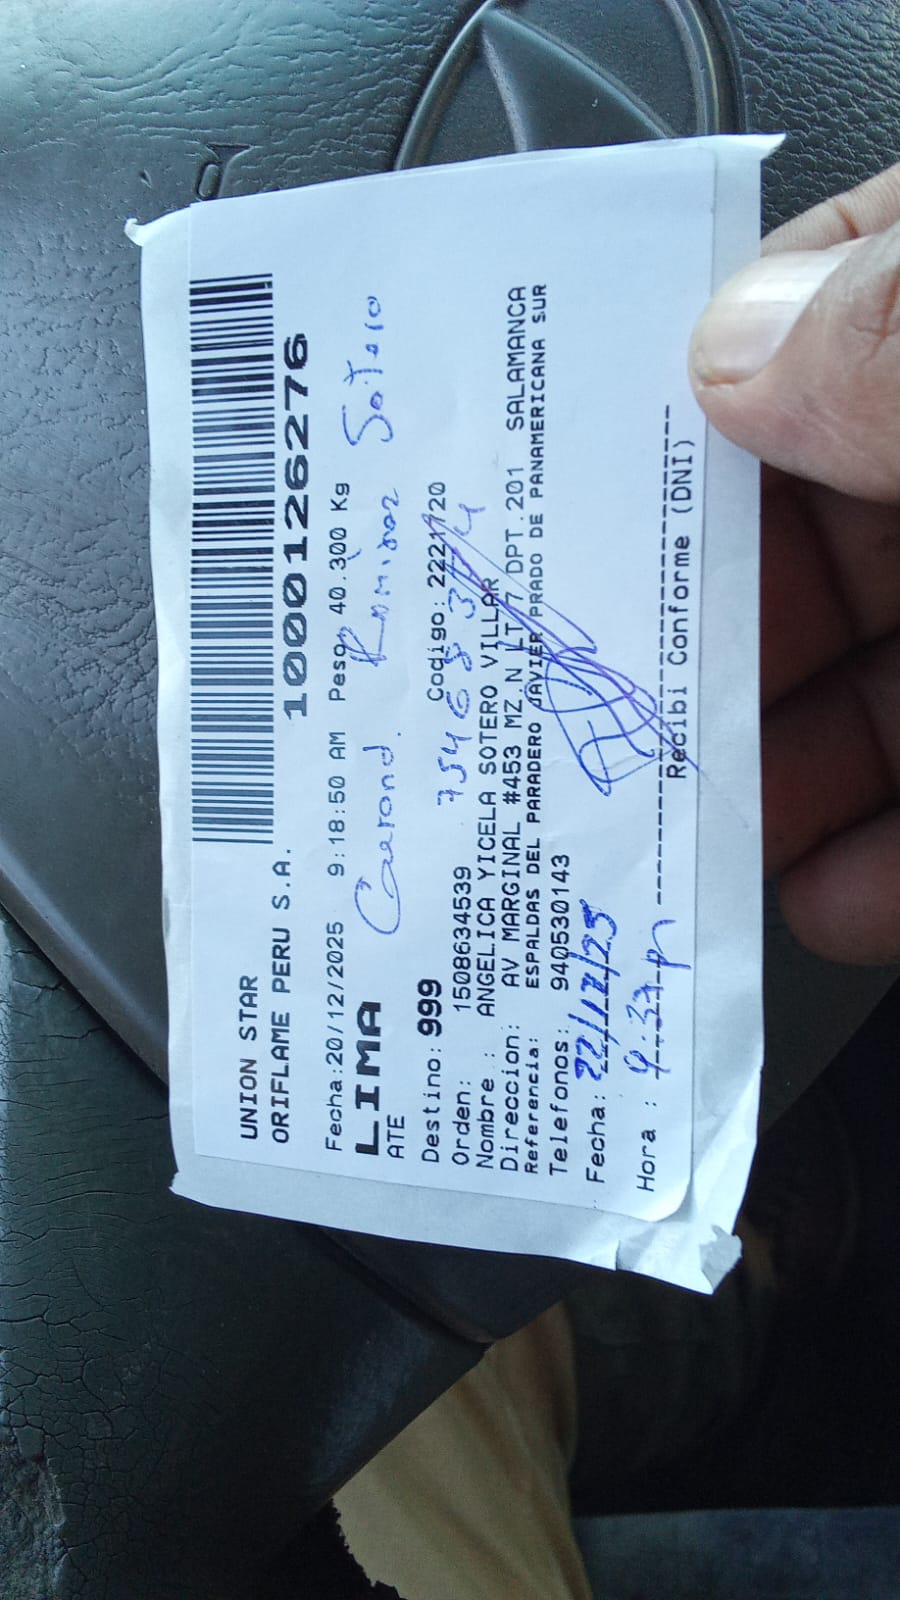 UNION STAR
ORIFLAME PERU S.A.
1000126276
Fecha:20/12/2025 9:18:50 AM Peso 40.300 Kg
LIMA
ATE
Ramirez Sotero
Destino: 999 Codigo: 2221720
Orden: 1508634539
Nombre : ANGELICA YICELA SOTERO VILLAR
Direccion: AV MARGINAL #453 MZ.N LT 7 DPT.201 SALAMANCA
Referencia: ESPALDAS DEL PARADERO JAVIER PRADO DE PANAMERICANA SUR
Telefonos: 940530143
Fecha: 22/12/25
Hora :
Recibi Conforme (DNI)